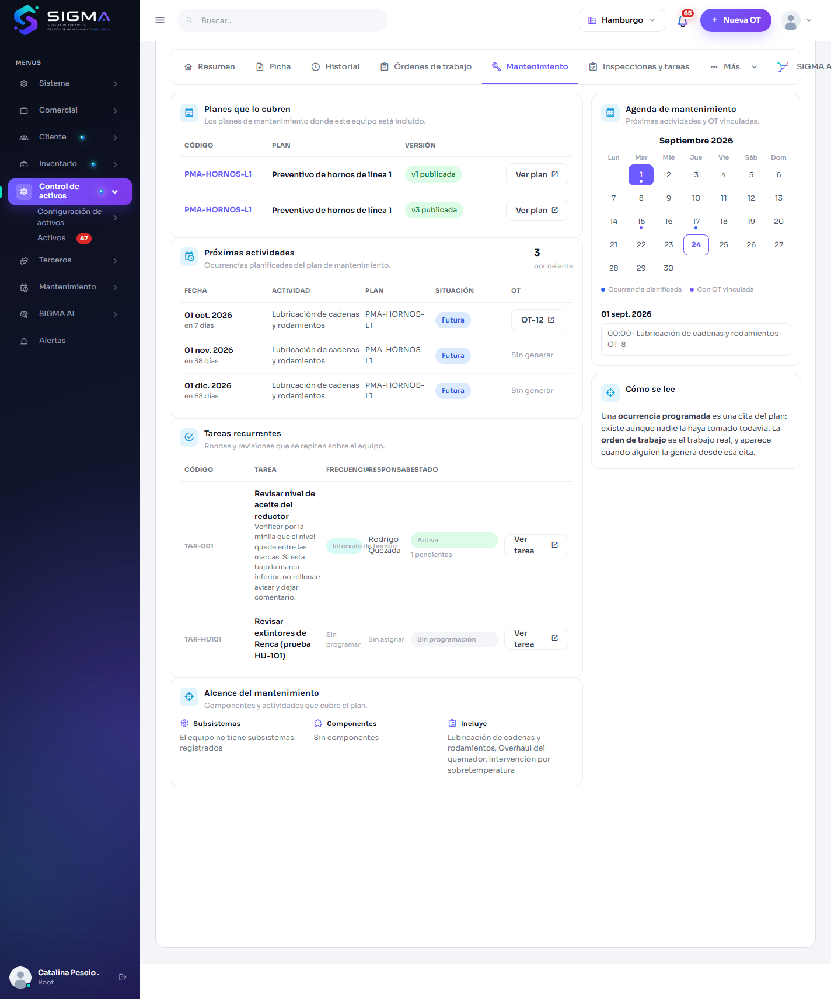 SIGMA
SISTEMA INTEGRADO DE
GESTIÓN DE MANTENIMIENTO INDUSTRIAL
Buscar...
Hamburgo
65
+ Nueva OT
MENUS
Sistema
Comercial
Cliente
Inventario
Control de
activos
Configuración de
activos
Activos 47
Terceros
Mantenimiento
SIGMA AI
Alertas
Catalina Pescio .
Root
Resumen
Ficha
Historial
Órdenes de trabajo
Mantenimiento
Inspecciones y tareas
Más
SIGMA A
Planes que lo cubren
Los planes de mantenimiento donde este equipo está incluido.
CÓDIGO PLAN VERSIÓN
PMA-HORNOS-L1 Preventivo de hornos de línea 1 v1 publicada Ver plan
PMA-HORNOS-L1 Preventivo de hornos de línea 1 v3 publicada Ver plan
Próximas actividades
Ocurrencias planificadas del plan de mantenimiento.
3
por delante
FECHA ACTIVIDAD PLAN SITUACIÓN OT
01 oct. 2026
en 7 días
Lubricación de cadenas
y rodamientos
PMA-HORNOS-
L1
Futura
OT-12
01 nov. 2026
en 38 días
Lubricación de cadenas
y rodamientos
PMA-HORNOS-
L1
Futura
Sin generar
01 dic. 2026
en 68 días
Lubricación de cadenas
y rodamientos
PMA-HORNOS-
L1
Futura
Sin generar
Tareas recurrentes
Rondas y revisiones que se repiten sobre el equipo.
CÓDIGO TAREA FRECUENCIA RESPONSABLE ESTADO
TAR-001
Revisar nivel de
aceite del
reductor
Verificar por la
mirilla que el nivel
quede entre las
marcas. Si esta
bajo la marca
inferior, no rellenar:
avisar y dejar
comentario.
Intervalo de tiempo
Rodrigo
Quezada
Activa
1 pendientes
Ver
tarea
TAR-HU101
Revisar
extintores de
Renca (prueba
HU-101)
Sin
programar
Sin asignar
Sin programación
Ver
tarea
Alcance del mantenimiento
Componentes y actividades que cubre el plan.
Subsistemas
El equipo no tiene subsistemas
registrados
Componentes
Sin componentes
Incluye
Lubricación de cadenas y
rodamientos, Overhaul del
quemador, Intervención por
sobretemperatura
Agenda de mantenimiento
Próximas actividades y OT vinculadas.
Septiembre 2026
Lun Mar Mié Jue Vie Sáb Dom
1 2 3 4 5 6
7 8 9 10 11 12 13
14 15 16 17 18 19 20
21 22 23 24 25 26 27
28 29 30
Ocurrencia planificada Con OT vinculada
01 sept. 2026
00:00 · Lubricación de cadenas y rodamientos ·
OT-8
Cómo se lee
Una ocurrencia programada es una cita del plan:
existe aunque nadie la haya tomado todavía. La
orden de trabajo es el trabajo real, y aparece
cuando alguien la genera desde esa cita.